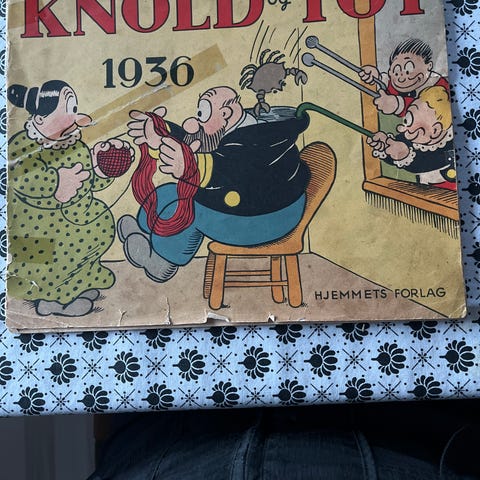 KNOLD og TOT
1936
HJEMMETS FORLAG